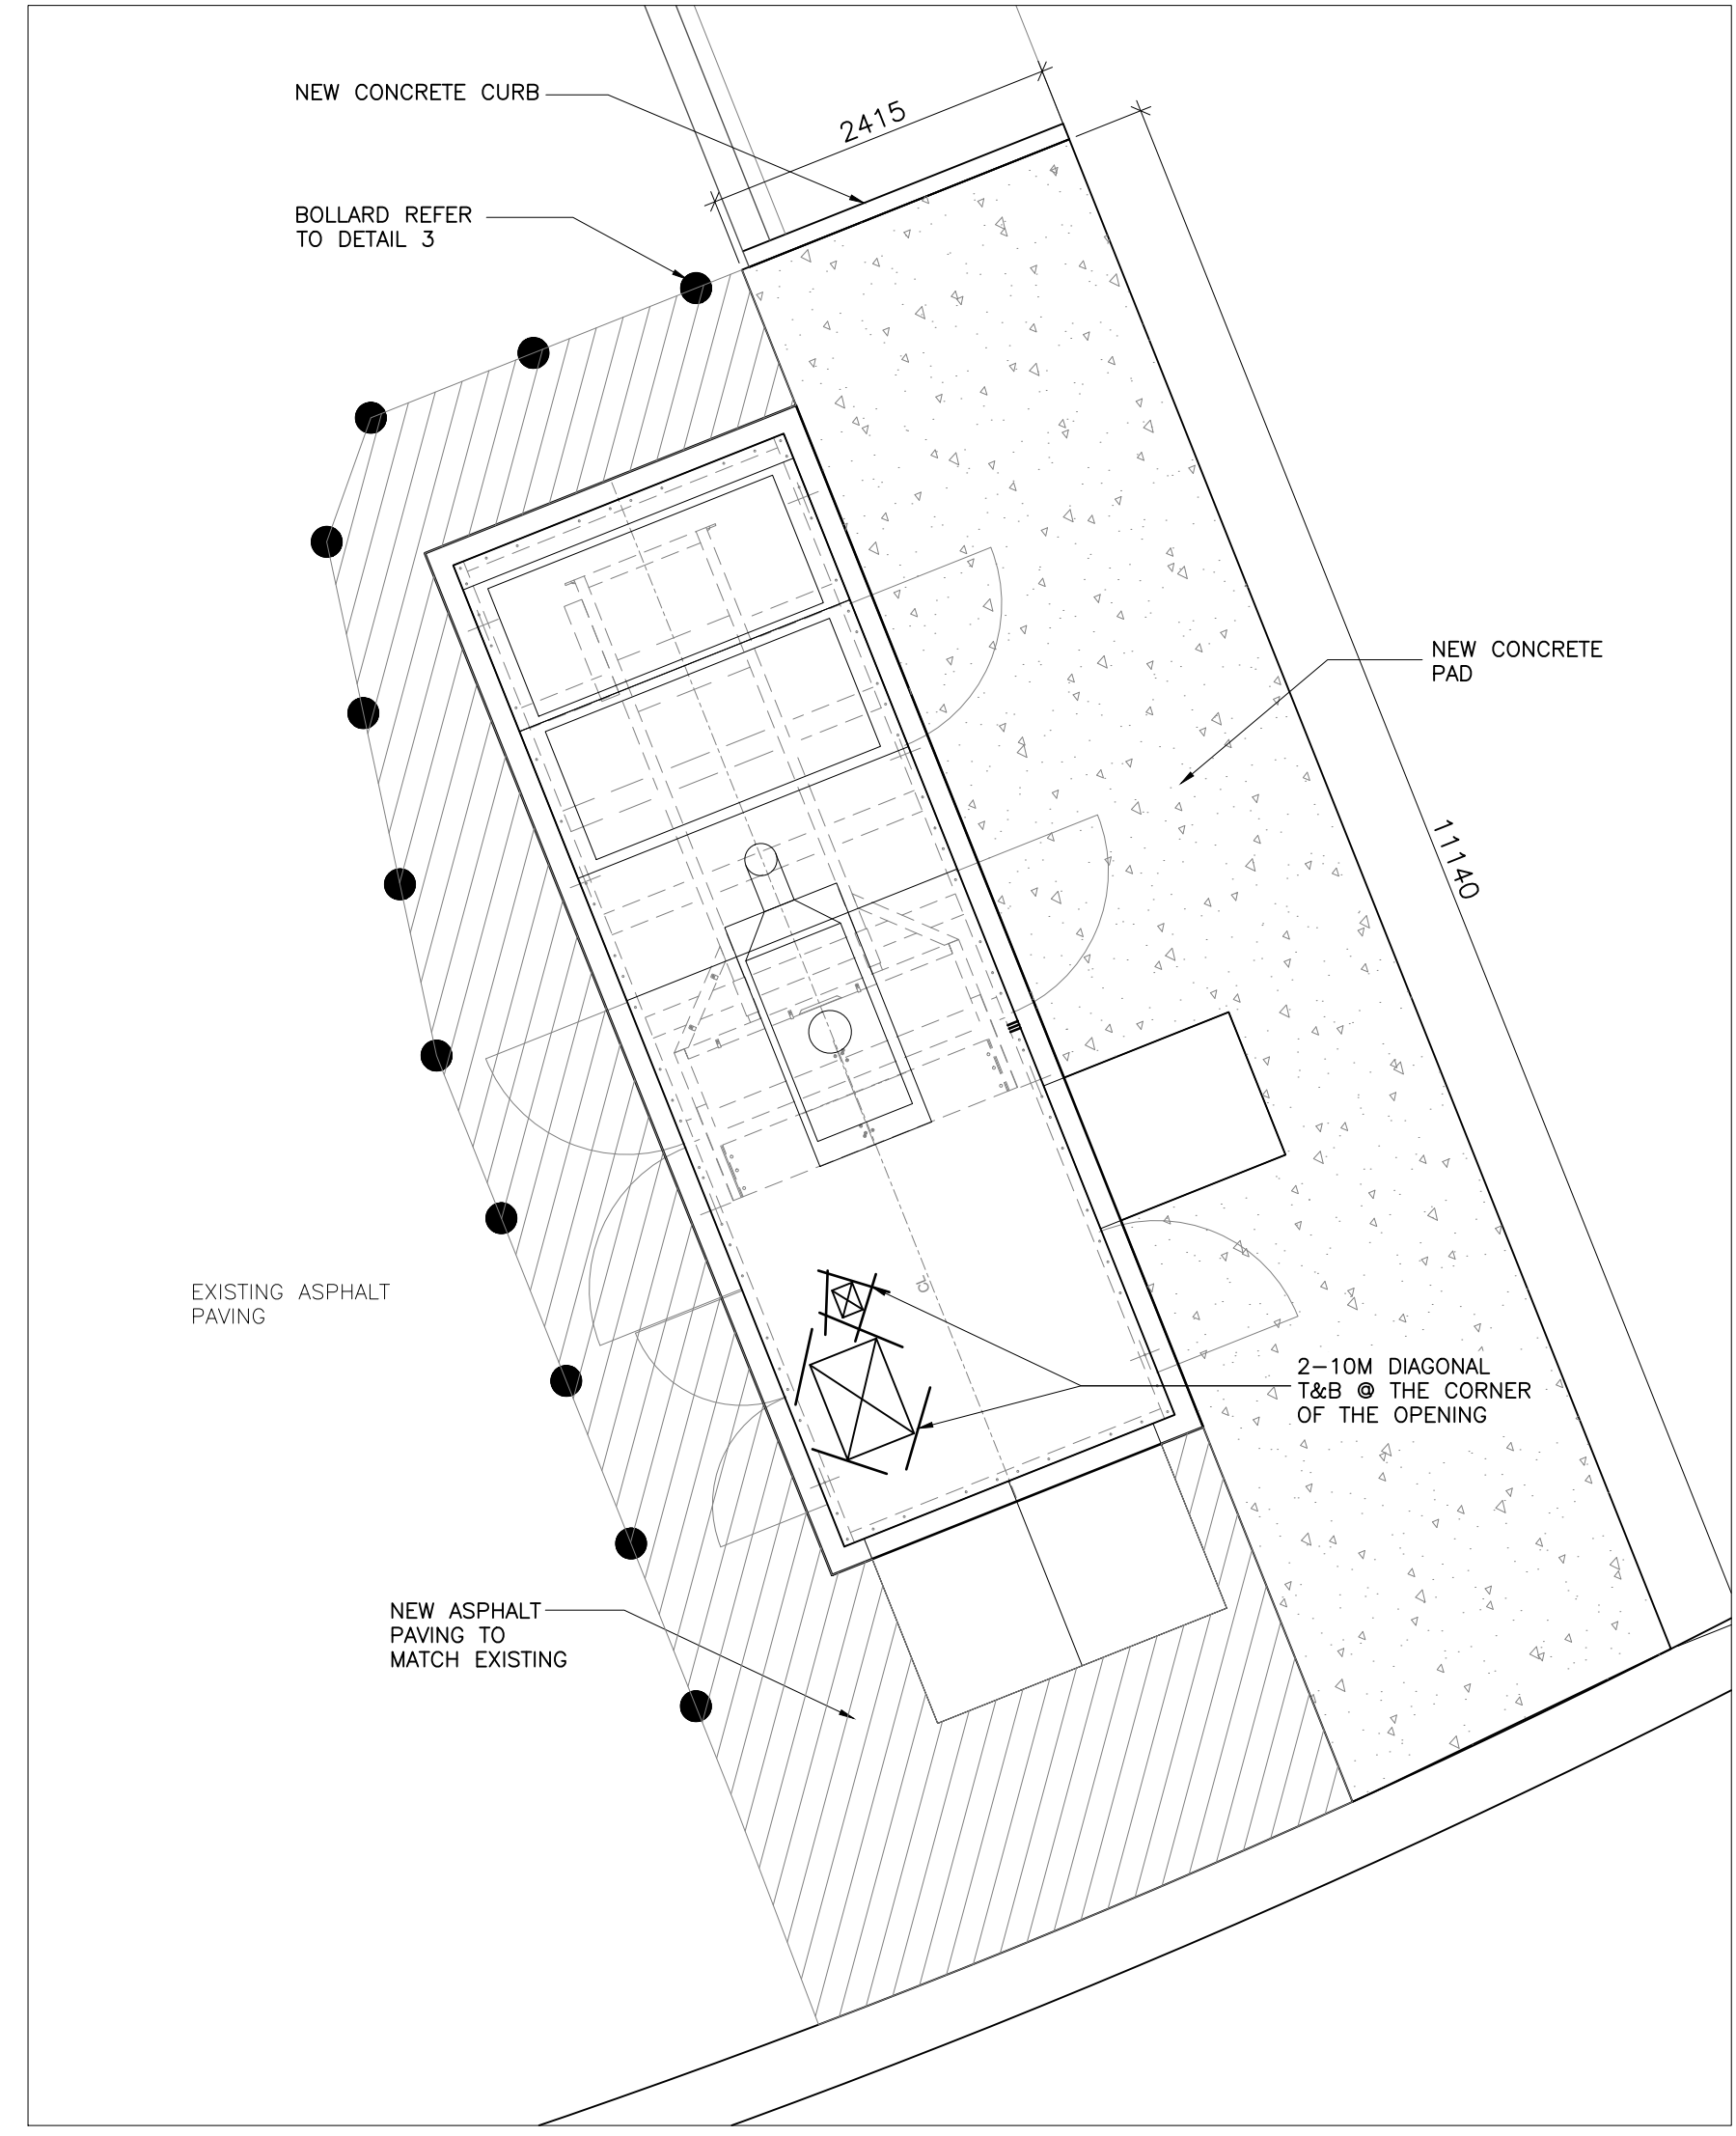 NEW CONCRETE CURB
2415
BOLLARD REFER
TO DETAIL 3
NEW CONCRETE
PAD
11140
EXISTING ASPHALT
PAVING
CL
2-10M DIAGONAL
T&B @ THE CORNER
OF THE OPENING
NEW ASPHALT
PAVING TO
MATCH EXISTING